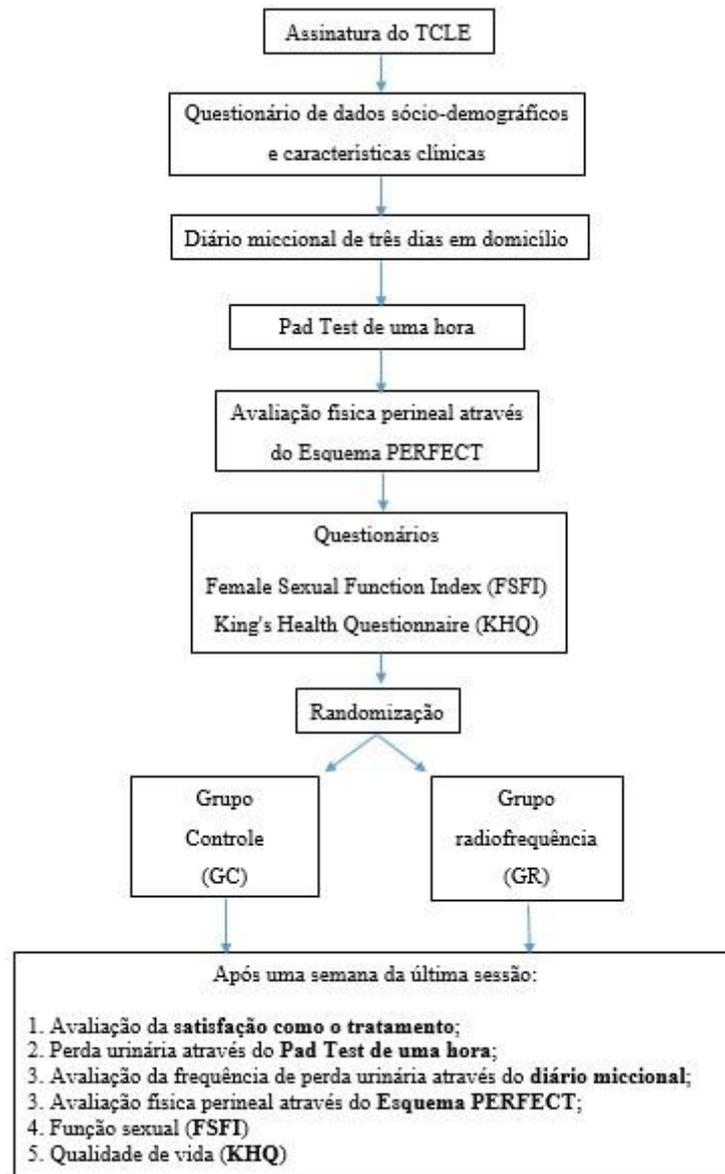 Assinatura do TCLE
Questionário de dados sócio-demográficos
e características clínicas
Diário miccional de três dias em domicílio
Pad Test de uma hora
Avaliação física perineal através
do Esquema PERFECT
Questionários
Female Sexual Function Index (FSFI)
King's Health Questionnaire (KHQ)
Randomização
Grupo
Controle
(GC)
Grupo
radiofrequência
(GR)
Após uma semana da última sessão:
1. Avaliação da satisfação como o tratamento;
2. Perda urinária através do Pad Test de uma hora;
3. Avaliação da frequência de perda urinária através do diário miccional;
3. Avaliação física perineal através do Esquema PERFECT;
4. Função sexual (FSFI)
5. Qualidade de vida (KHQ)